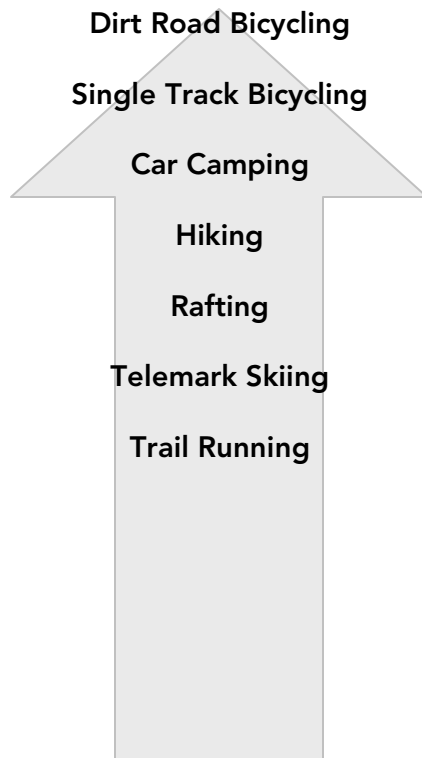 Dirt Road Bicycling
Single Track Bicycling
Car Camping
Hiking
Rafting
Telemark Skiing
Trail Running